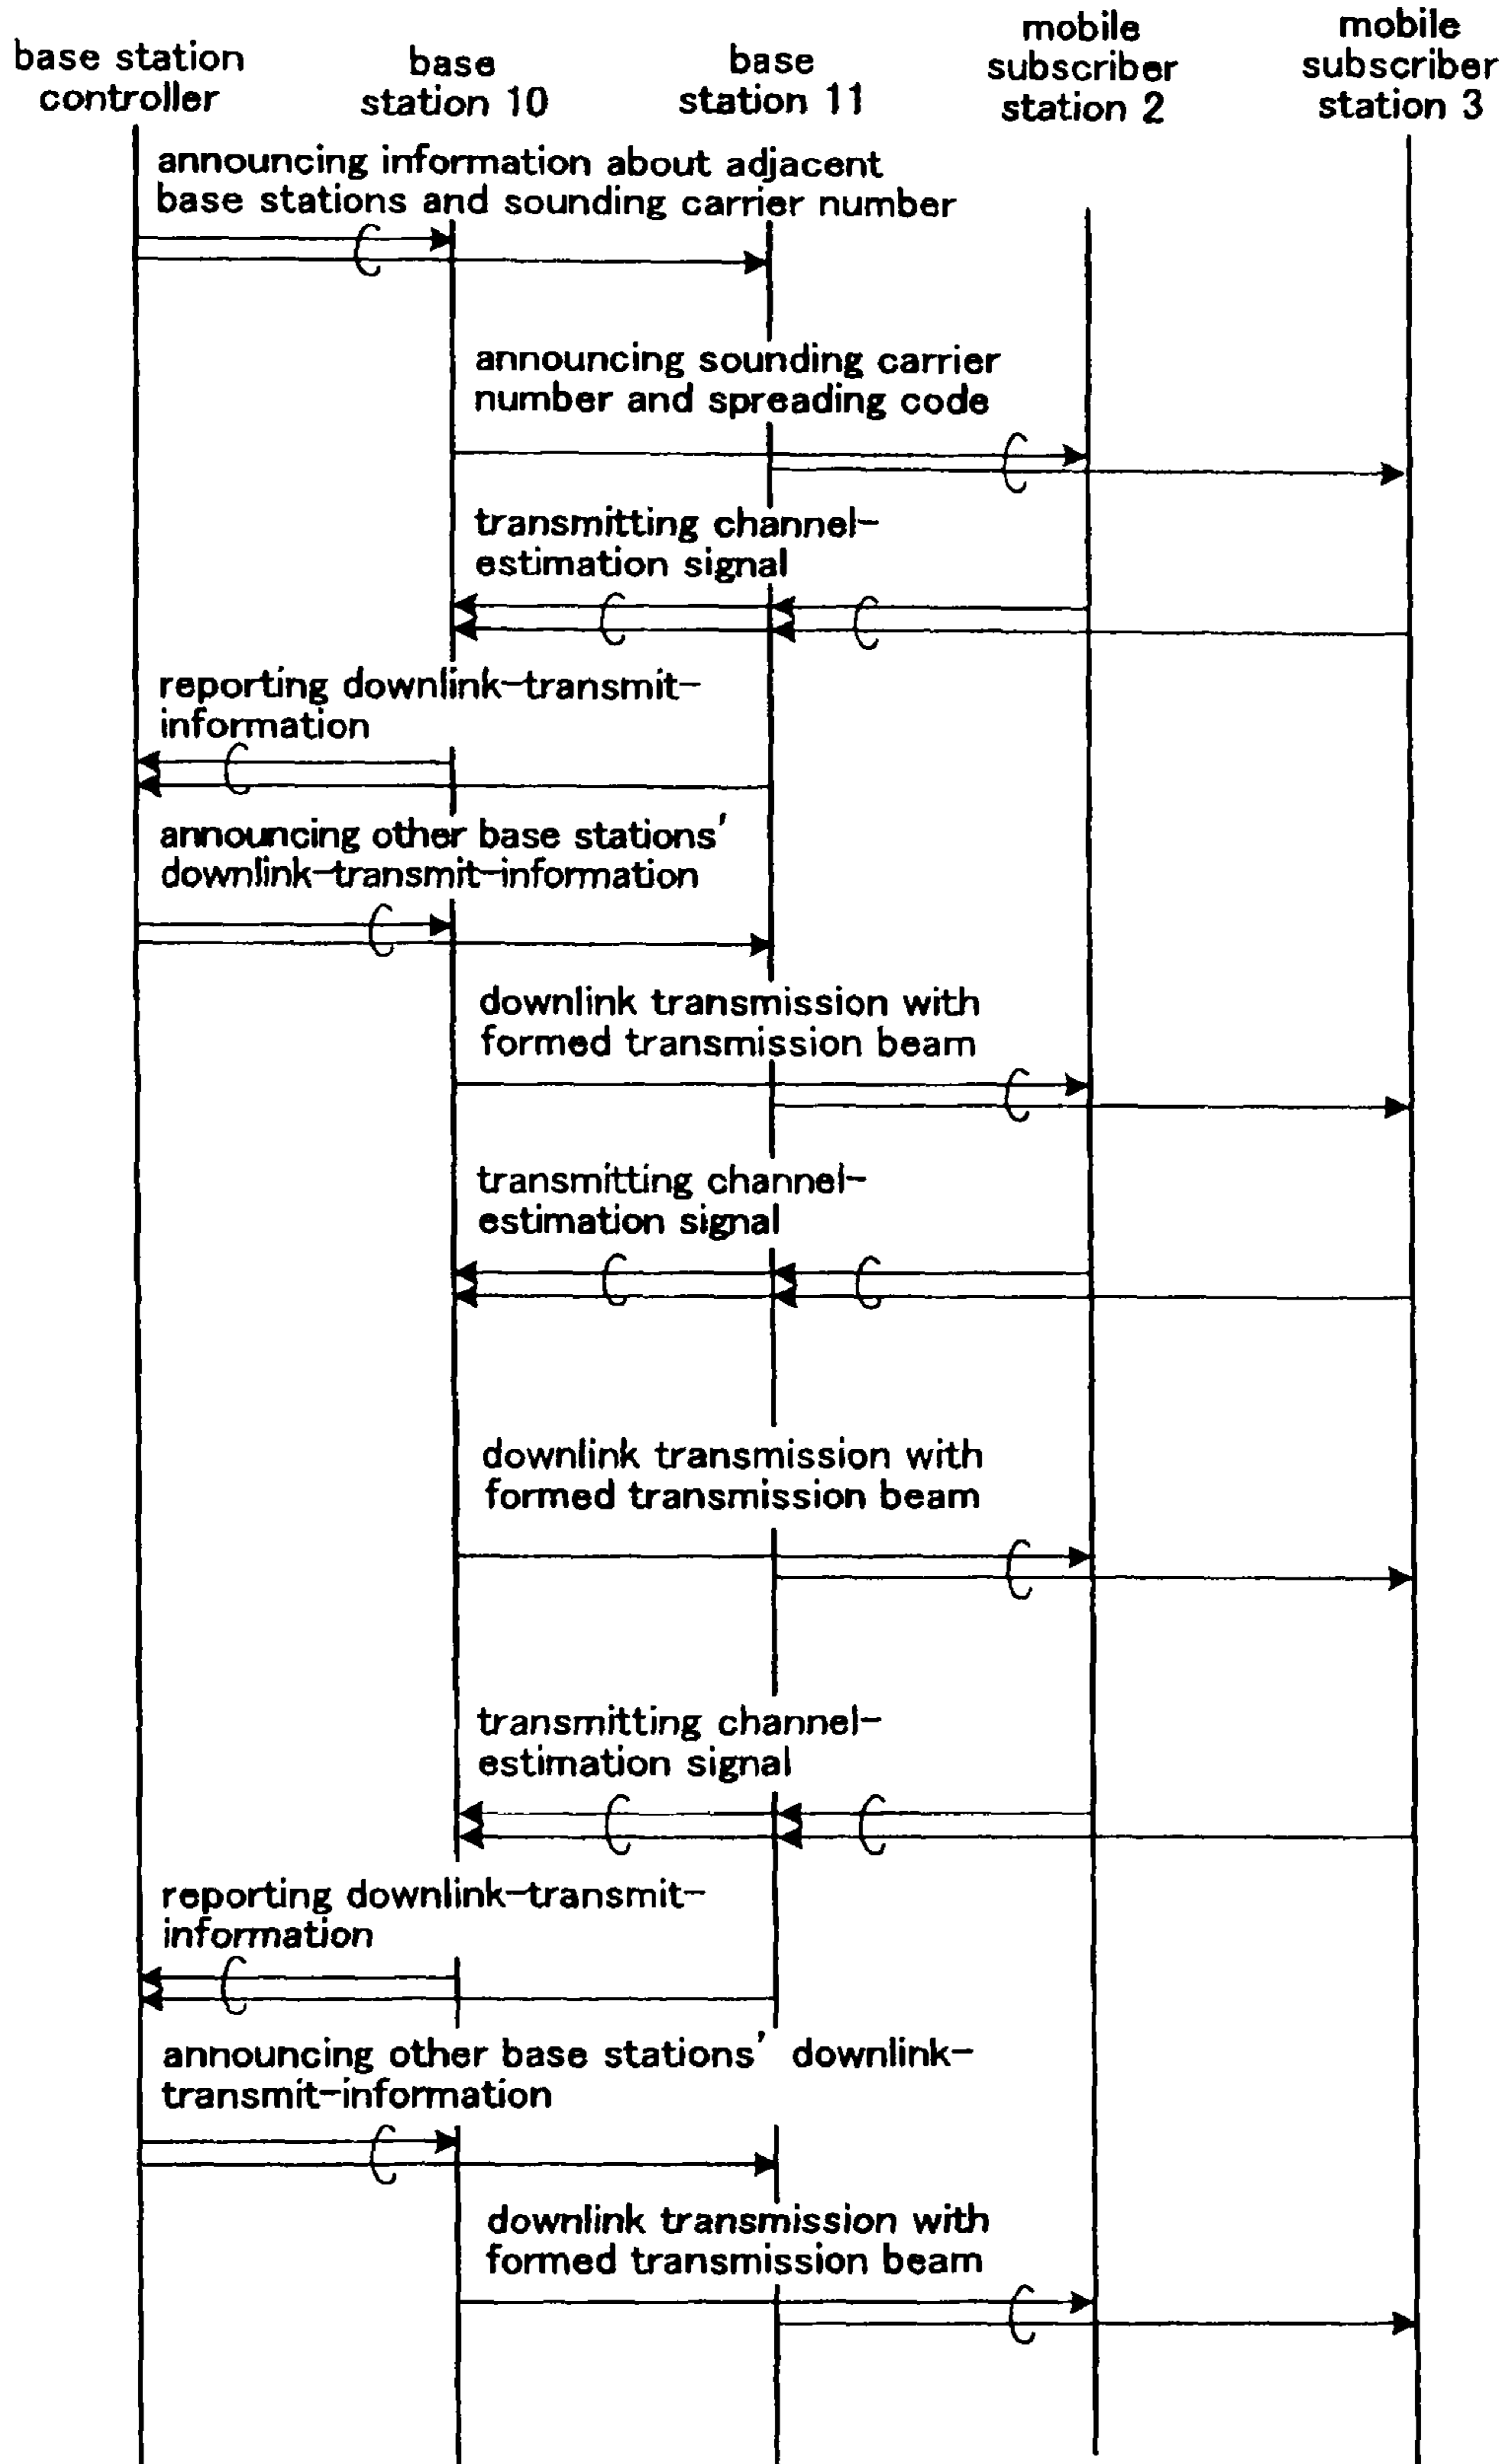 base station
controller
base
station 10
base
station 11
mobile
subscriber
station 2
mobile
subscriber
station 3
announcing information about adjacent
base stations and sounding carrier number
announcing sounding carrier
number and spreading code
transmitting channel-
estimation signal
reporting downlink-transmit-
information
announcing other base stations'
downlink-transmit-information
downlink transmission with
formed transmission beam
transmitting channel-
estimation signal
downlink transmission with
formed transmission beam
transmitting channel-
estimation signal
reporting downlink-transmit-
information
announcing other base stations' downlink-
transmit-information
downlink transmission with
formed transmission beam